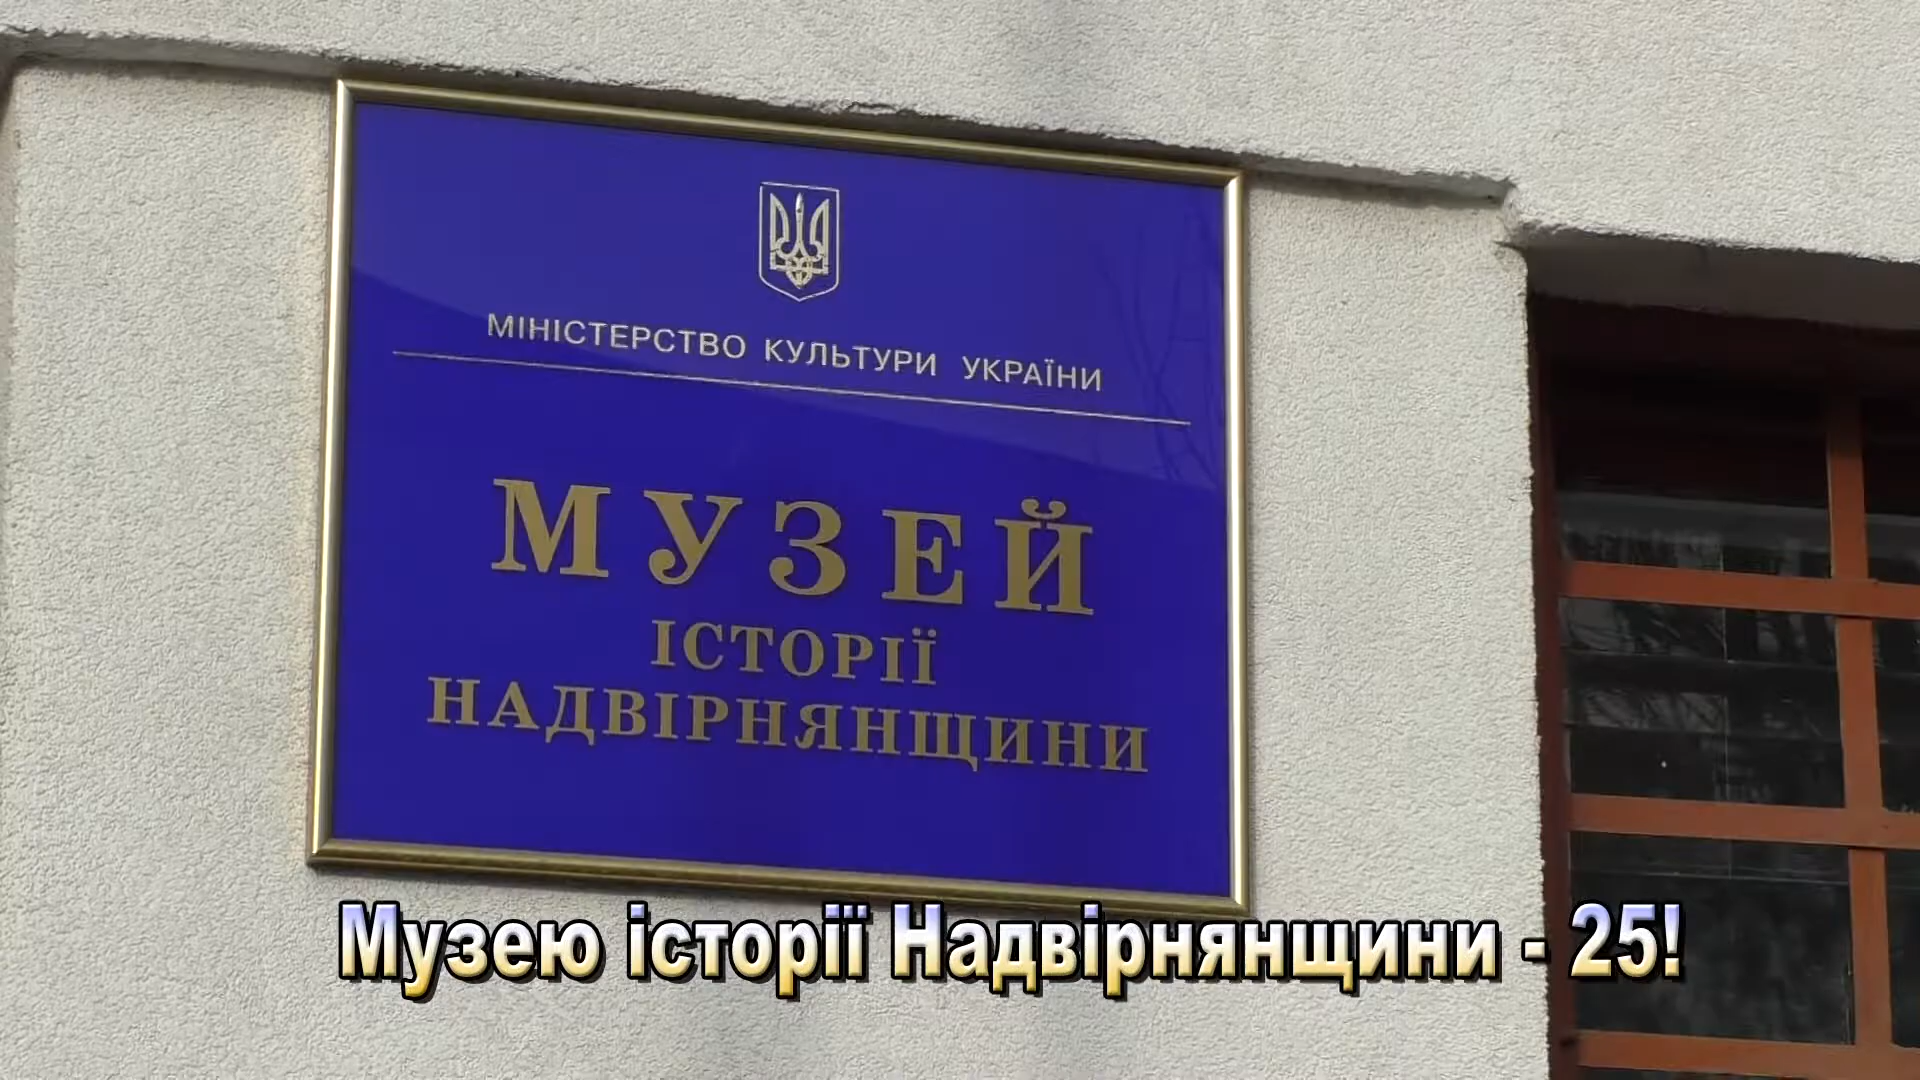 МІНІСТЕРСТВО КУЛЬТУРИ УКРАЇНИ
МУЗЕЙ
ІСТОРІЇ
НАДВІРНЯНЩИНИ
Музею історії Надвірнянщини - 25!